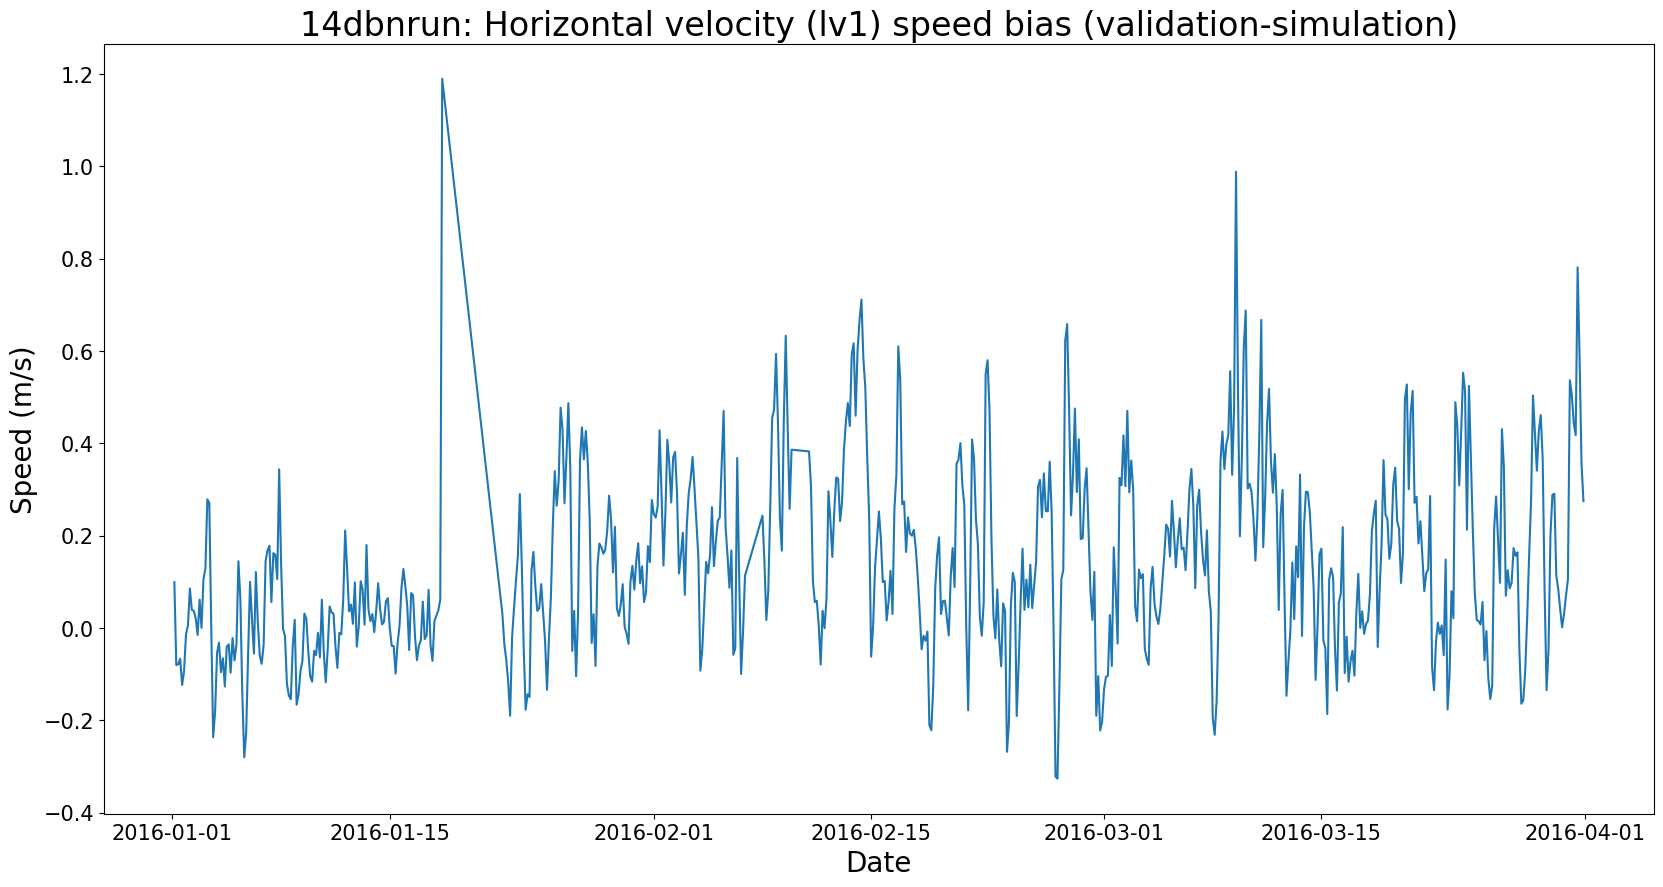 14dbnrun: Horizontal velocity (lv1) speed bias (validation-simulation)
1.2
1.0
0.8
0.6
0.4
0.2
0.0
−0.2
−0.4
Speed (m/s)
2016-01-01 2016-01-15 2016-02-01 2016-02-15 2016-03-01 2016-03-15 2016-04-01
Date